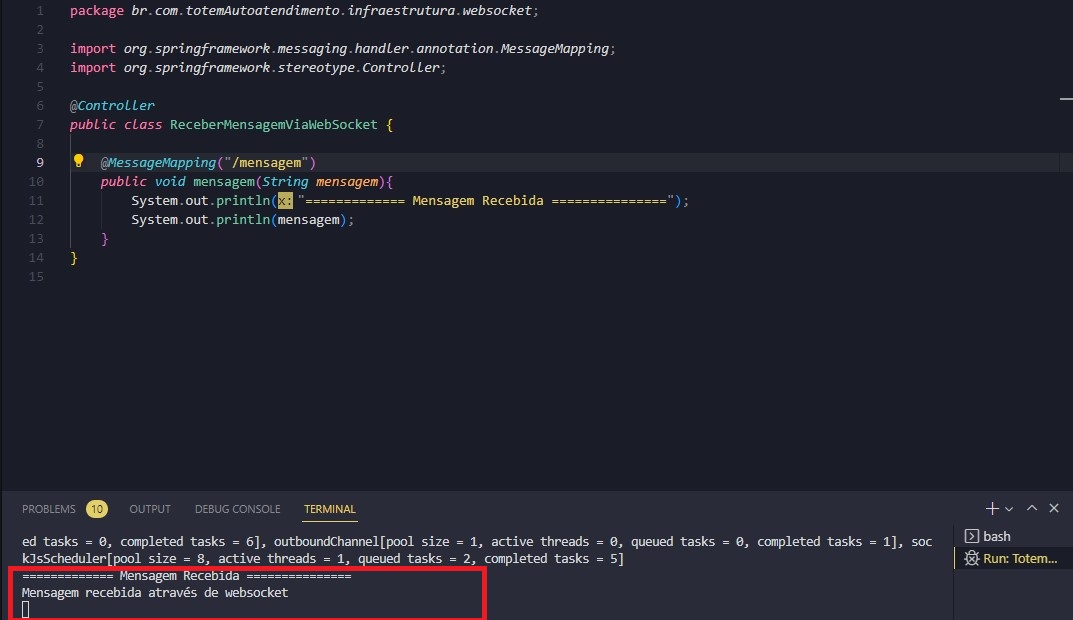 1 package br.com.totemAutoatendimento.infraestrutura.websocket;
2
3 import org.springframework.messaging.handler.annotation.MessageMapping;
4 import org.springframework.stereotype.Controller;
5
6 @Controller
7 public class ReceberMensagemViaWebSocket {
8
9 @MessageMapping("/mensagem")
10 public void mensagem(String mensagem){
11 System.out.println(x: "============= Mensagem Recebida ===============");
12 System.out.println(mensagem);
13 }
14 }
15
PROBLEMS 10 OUTPUT DEBUG CONSOLE TERMINAL
ed tasks = 0, completed tasks = 6], outboundChannel[pool size = 1, active threads = 0, queued tasks = 0, completed tasks = 1], soc
kJsScheduler[pool size = 8, active threads = 1, queued tasks = 2, completed tasks = 5]
============= Mensagem Recebida ===============
Mensagem recebida através de websocket
bash
Run: Totem...